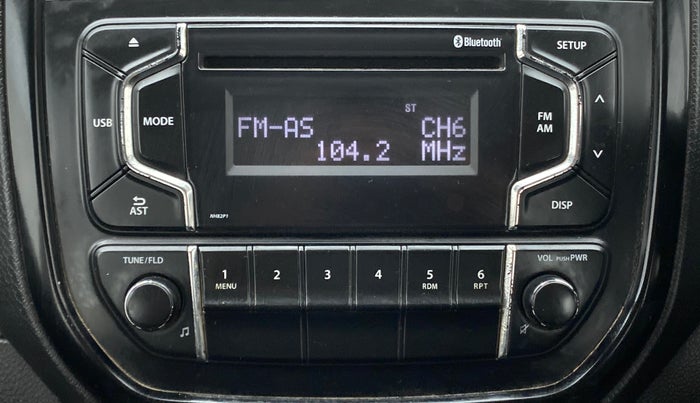 Bluetooth
SETUP
USB
MODE
FM-AS
ST
CH6
104.2 MHz
FM
AM
AST
DISP
NH82P1
TUNE/FLD
1
MENU
2
3
4
5
RDM
6
RPT
VOL PUSH PWR